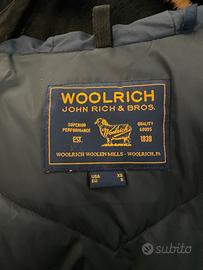 WOOLRICH
JOHN RICH & BROS.
SUPERIOR PERFORMANCE
QUALITY GOODS
EST.
Woolrich
1830
WOOLRICH WOOLEN MILLS - WOOLRICH, PA
USA XS
EU S
subito